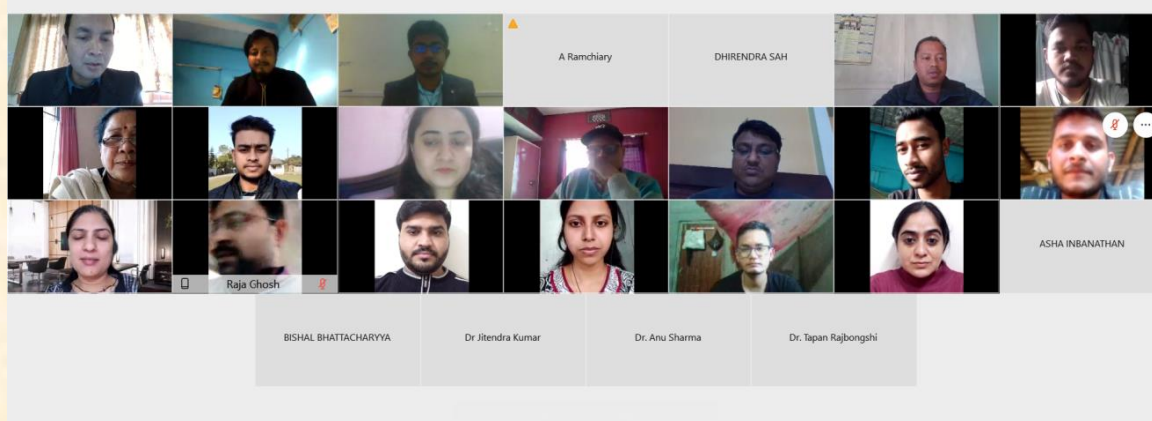 A Ramchiary
DHIRENDRA SAH
Raja Ghosh
ASHA INBANATHAN
BISHAL BHATTACHARYYA
Dr Jitendra Kumar
Dr. Anu Sharma
Dr. Tapan Rajbongshi